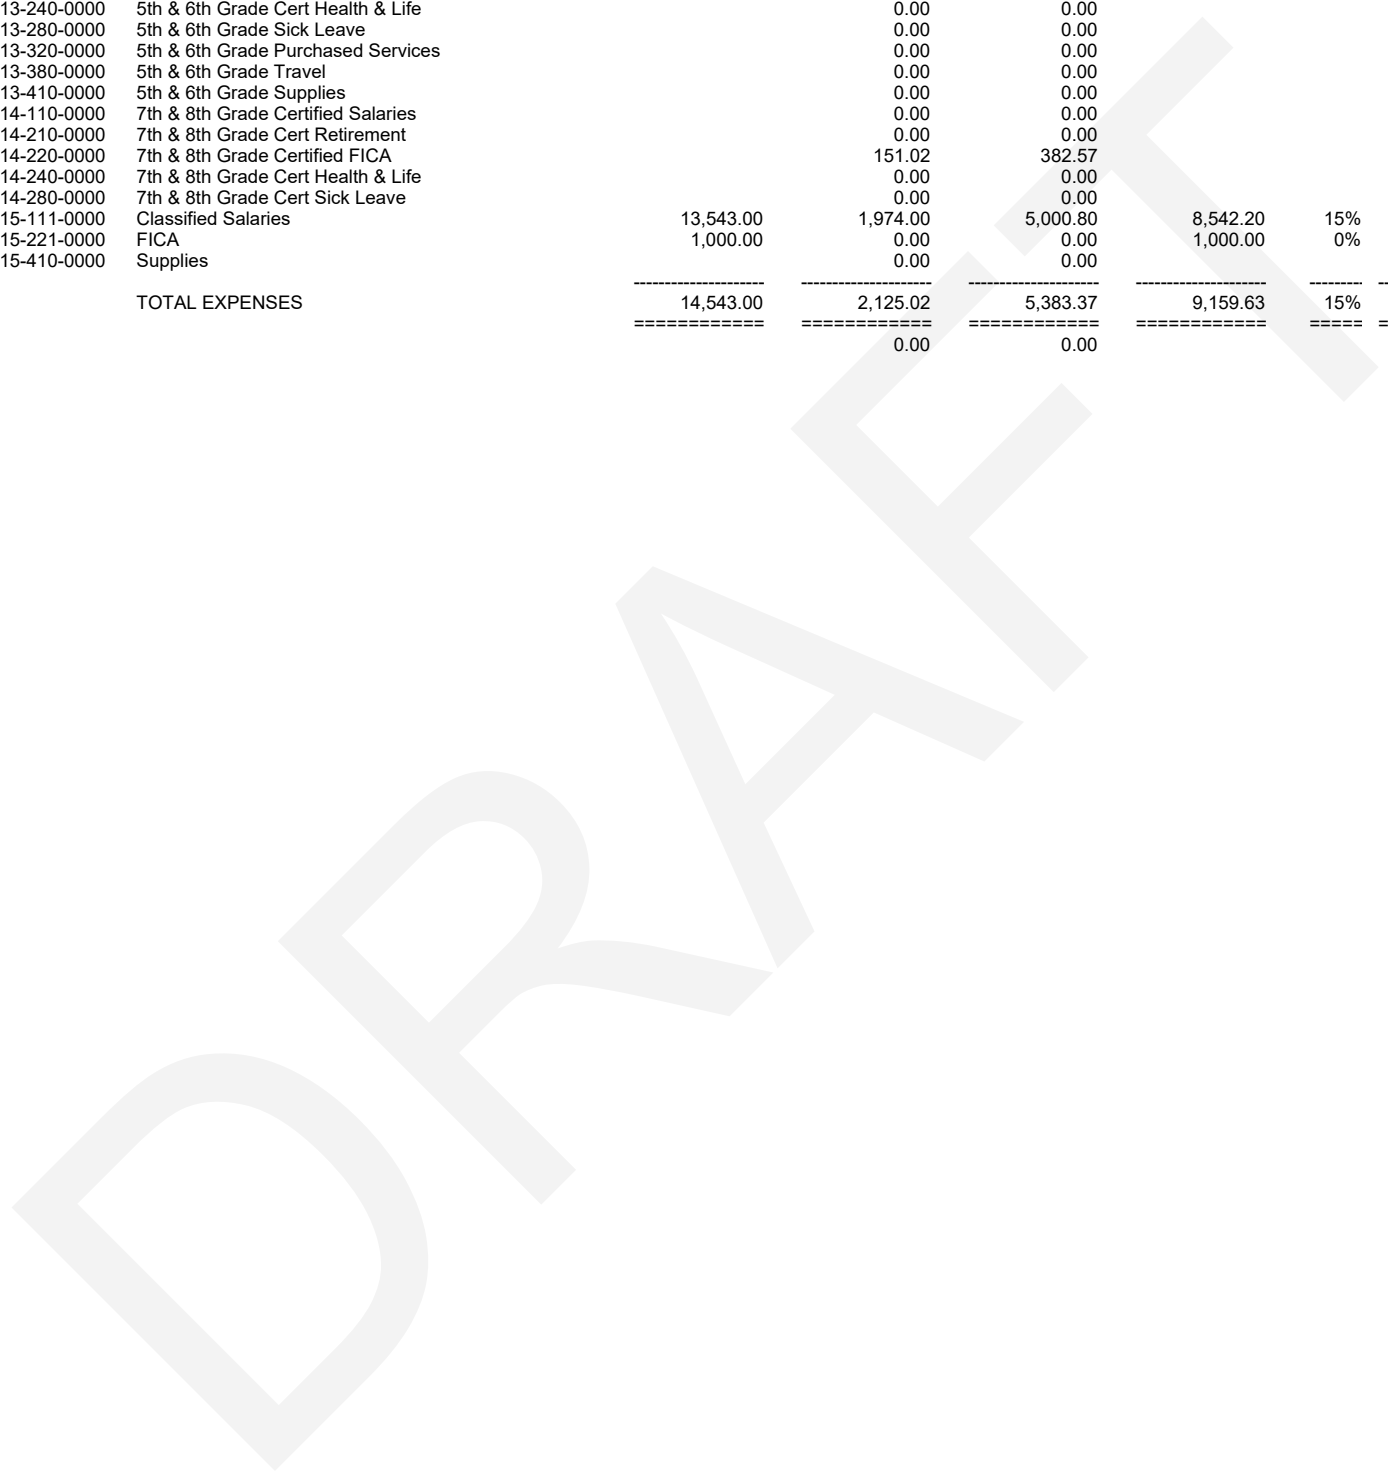 13-240-0000 5th & 6th Grade Cert Health & Life 0.00 0.00
13-280-0000 5th & 6th Grade Sick Leave 0.00 0.00
13-320-0000 5th & 6th Grade Purchased Services 0.00 0.00
13-380-0000 5th & 6th Grade Travel 0.00 0.00
13-410-0000 5th & 6th Grade Supplies 0.00 0.00
14-110-0000 7th & 8th Grade Certified Salaries 0.00 0.00
14-210-0000 7th & 8th Grade Cert Retirement 0.00 0.00
14-220-0000 7th & 8th Grade Certified FICA 151.02 382.57
14-240-0000 7th & 8th Grade Cert Health & Life 0.00 0.00
14-280-0000 7th & 8th Grade Cert Sick Leave 0.00 0.00
15-111-0000 Classified Salaries 13,543.00 1,974.00 5,000.80 8,542.20 15%
15-221-0000 FICA 1,000.00 0.00 0.00 1,000.00 0%
15-410-0000 Supplies 0.00 0.00
--------------------- --------------------- --------------------- --------------------- -------- --
TOTAL EXPENSES 14,543.00 2,125.02 5,383.37 9,159.63 15%
============ ============ ============ ============ ===== =
0.00 0.00
DRAFT